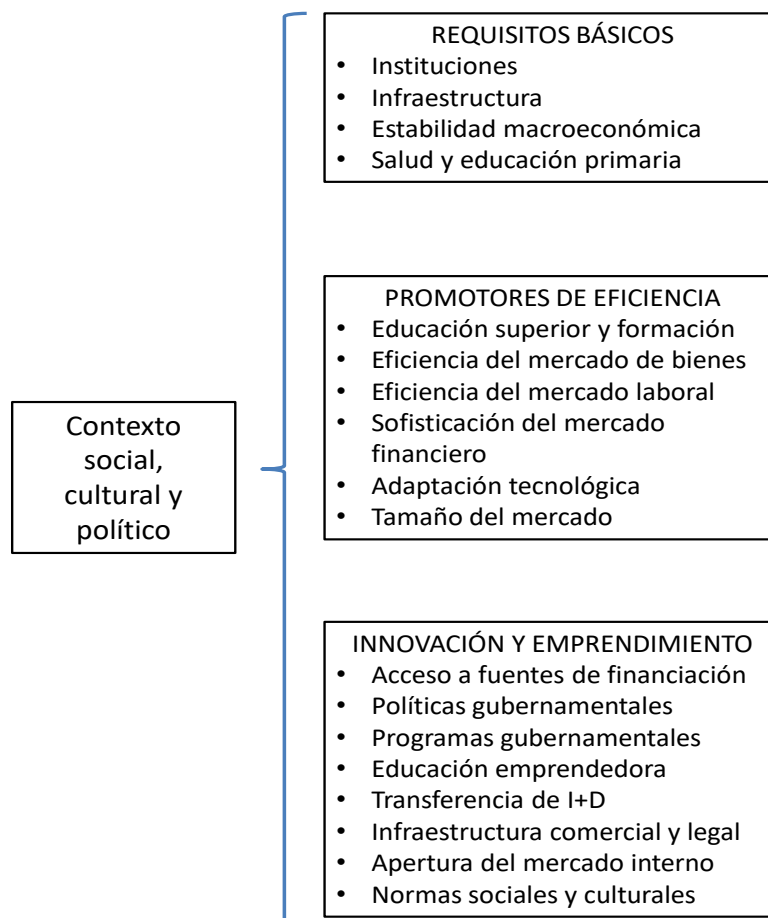 REQUISITOS BÁSICOS
• Instituciones
• Infraestructura
• Estabilidad macroeconómica
• Salud y educación primaria
PROMOTORES DE EFICIENCIA
• Educación superior y formación
• Eficiencia del mercado de bienes
• Eficiencia del mercado laboral
• Sofisticación del mercado
financiero
• Adaptación tecnológica
• Tamaño del mercado
Contexto
social,
cultural y
político
INNOVACIÓN Y EMPRENDIMIENTO
• Acceso a fuentes de financiación
• Políticas gubernamentales
• Programas gubernamentales
• Educación emprendedora
• Transferencia de I+D
• Infraestructura comercial y legal
• Apertura del mercado interno
• Normas sociales y culturales